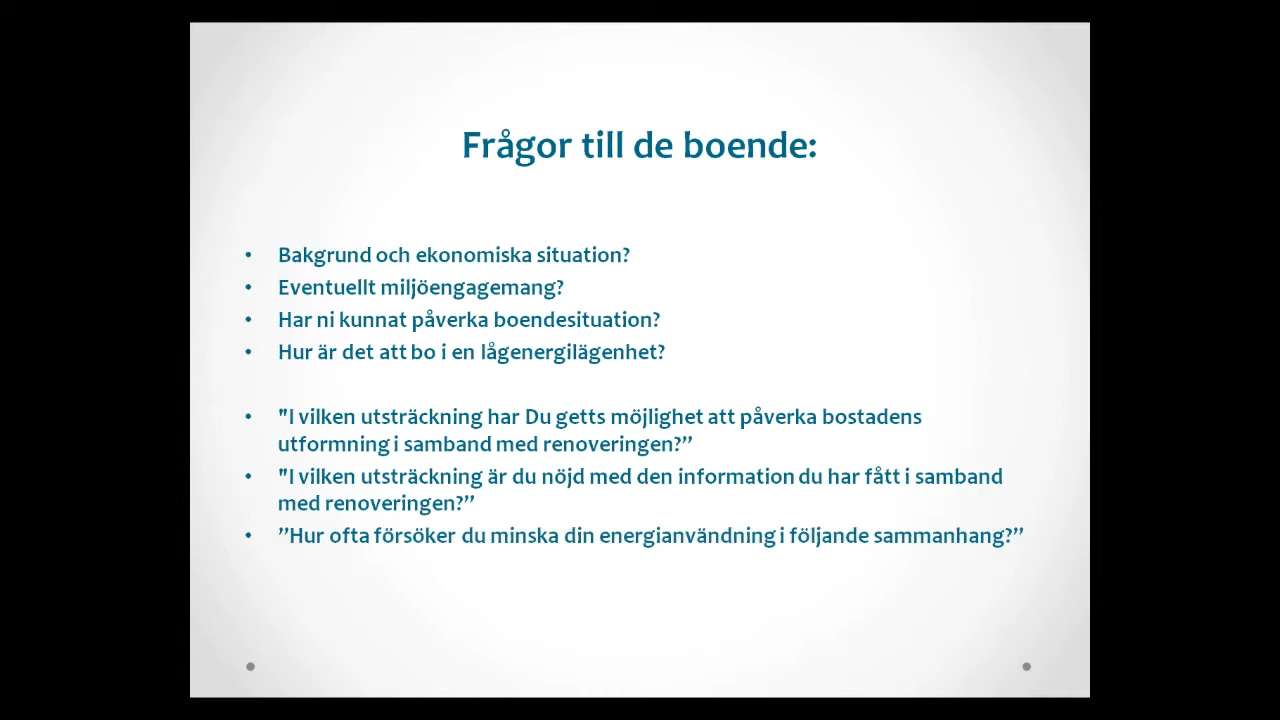 Frågor till de boende:
• Bakgrund och ekonomiska situation?
• Eventuellt miljöengagemang?
• Har ni kunnat påverka boendesituation?
• Hur är det att bo i en lågenergilägenhet?
• "I vilken utsträckning har Du getts möjlighet att påverka bostadens
utformning i samband med renoveringen?”
• "I vilken utsträckning är du nöjd med den information du har fått i samband
med renoveringen?”
• ”Hur ofta försöker du minska din energianvändning i följande sammanhang?”